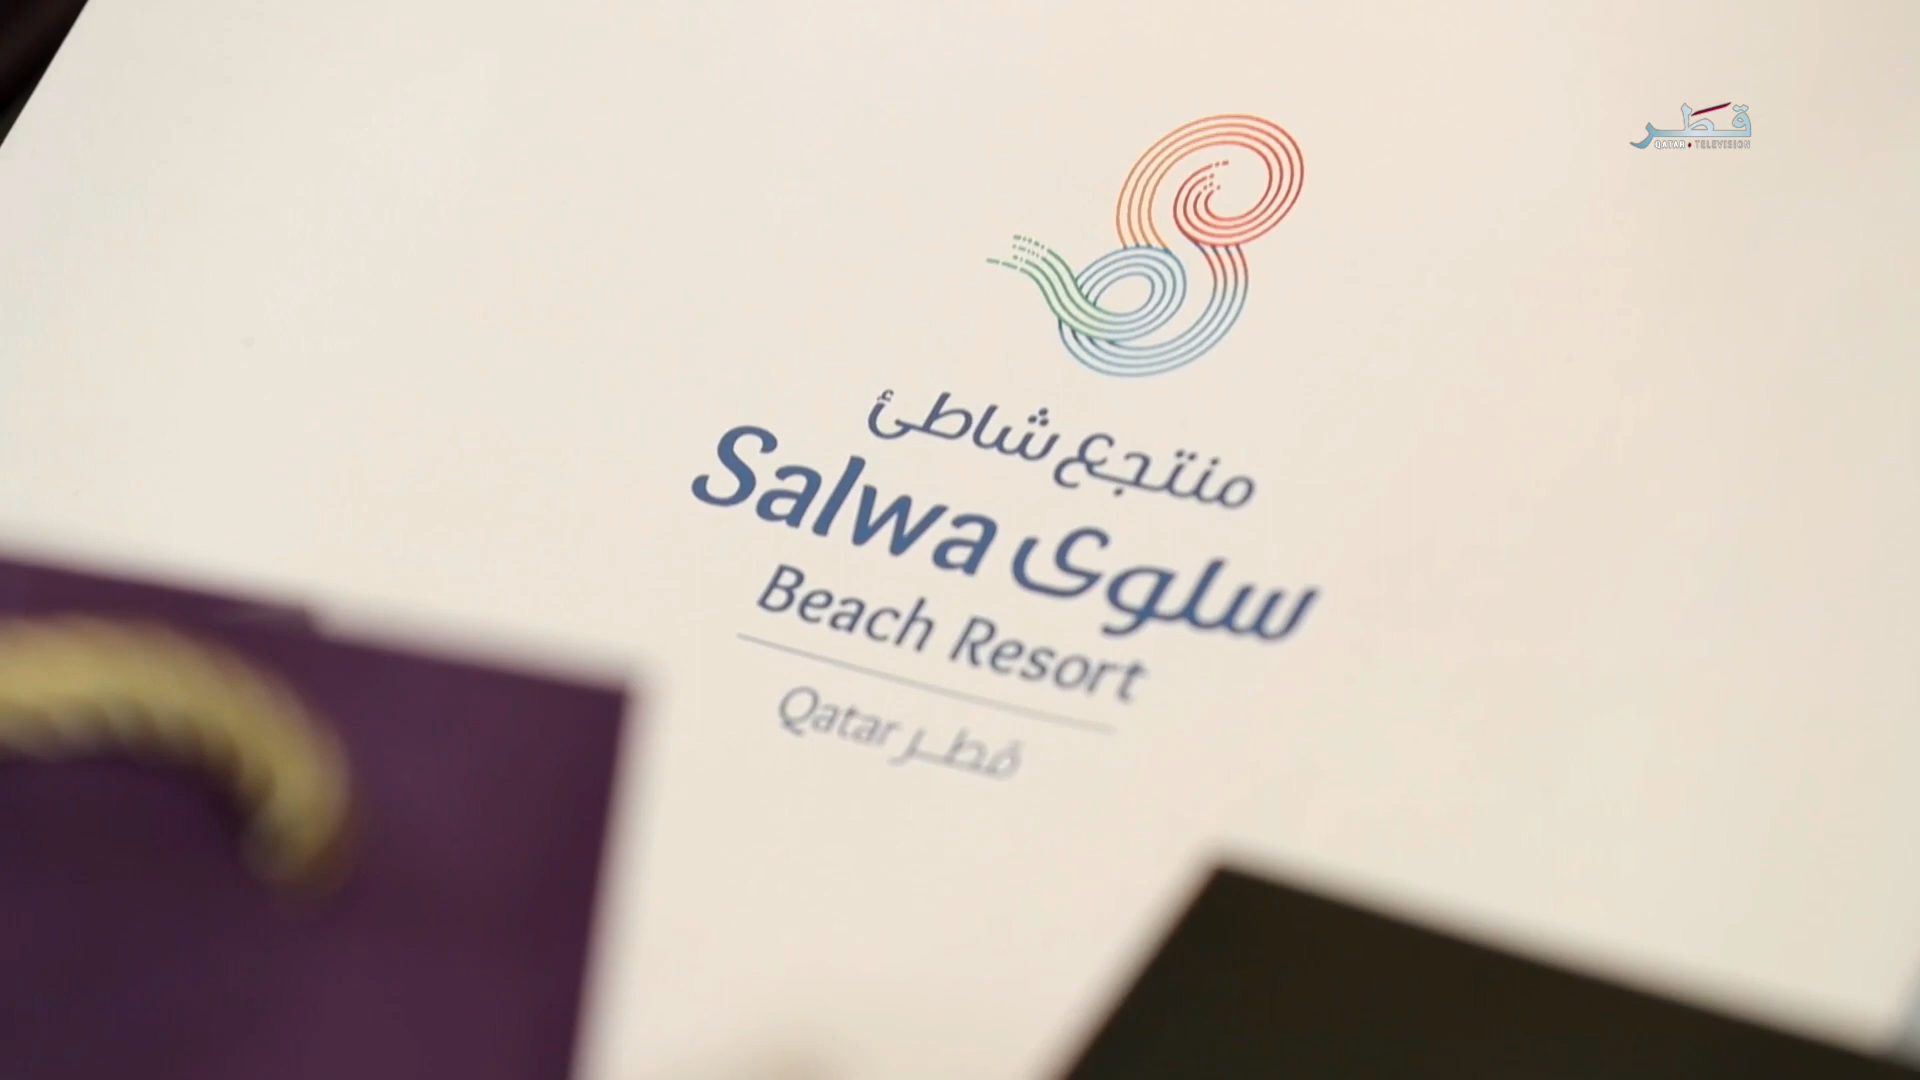 قطر
QATAR TELEVISION
منتجع شاطئ
Salwa سلوى
Beach Resort
Qatar قطر